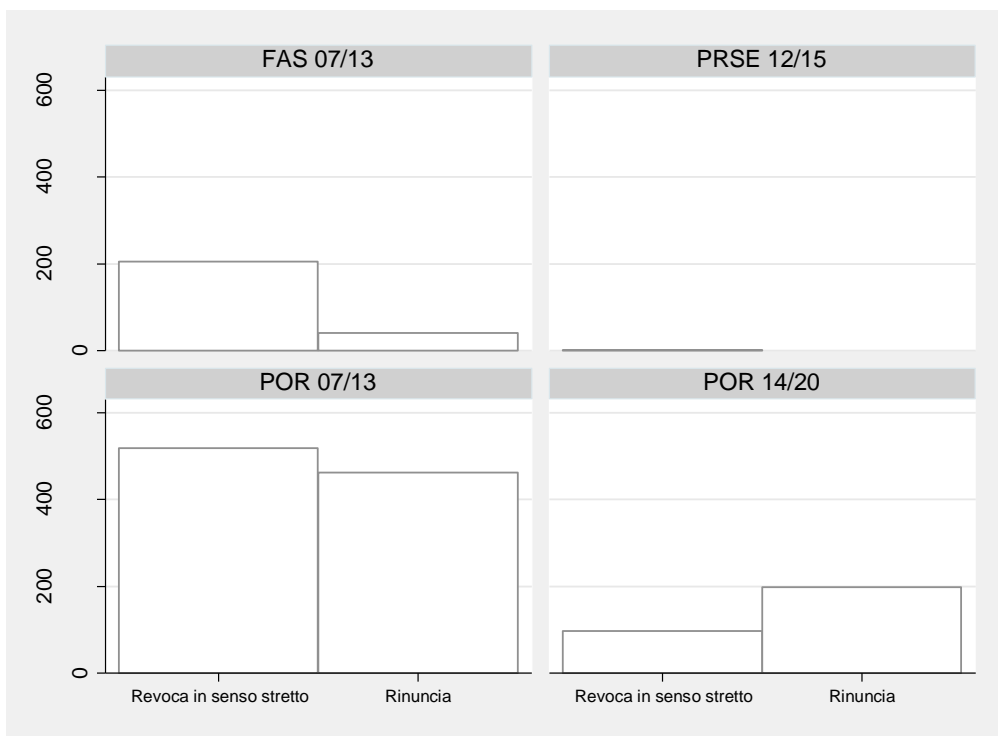 FAS 07/13
PRSE 12/15
600
400
200
0
POR 07/13
POR 14/20
600
400
200
0
Revoca in senso stretto
Rinuncia
Revoca in senso stretto
Rinuncia